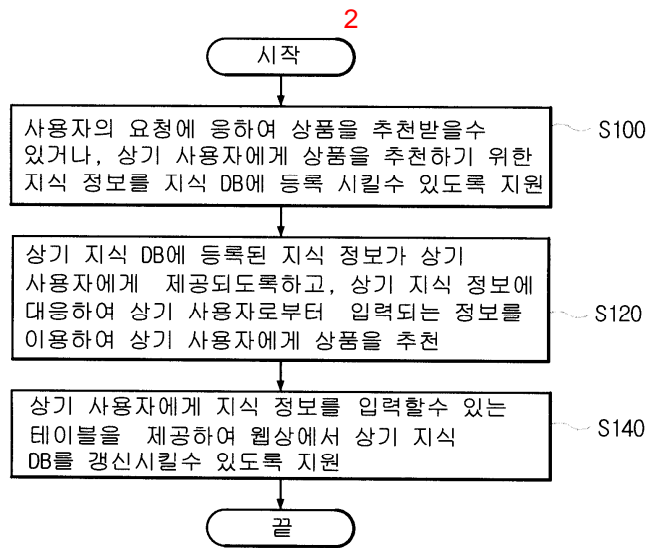 2
시작
사용자의 요청에 응하여 상품을 추천받을수
있거나, 상기 사용자에게 상품을 추천하기 위한
지식 정보를 지식 DB에 등록 시킬수 있도록 지원
S100
상기 지식 DB에 등록된 지식 정보가 상기
사용자에게 제공되도록하고, 상기 지식 정보에
대응하여 상기 사용자로부터 입력되는 정보를
이용하여 상기 사용자에게 상품을 추천
S120
상기 사용자에게 지식 정보를 입력할수 있는
테이블을 제공하여 웹상에서 상기 지식
DB를 갱신시킬수 있도록 지원
S140
끝